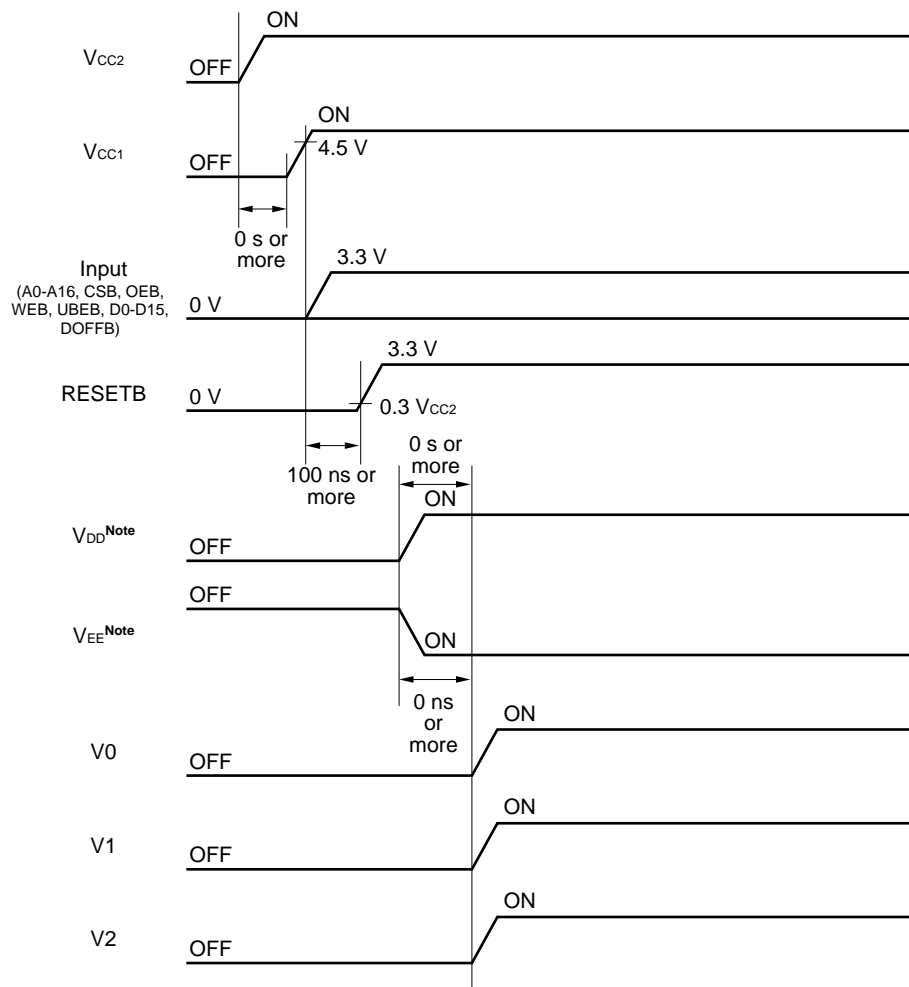 ON
VCC2
OFF
ON
4.5 V
VCC1
OFF
0 s or
more
3.3 V
Input
(A0-A16, CSB, OEB,
WEB, UBEB, D0-D15,
DOFFB)
0 V
3.3 V
RESETB
0 V
0.3 VCC2
0 s or
more
100 ns or
more
ON
VDDNote
OFF
OFF
VEENote
ON
0 ns
or
more
ON
V0
OFF
ON
V1
OFF
ON
V2
OFF